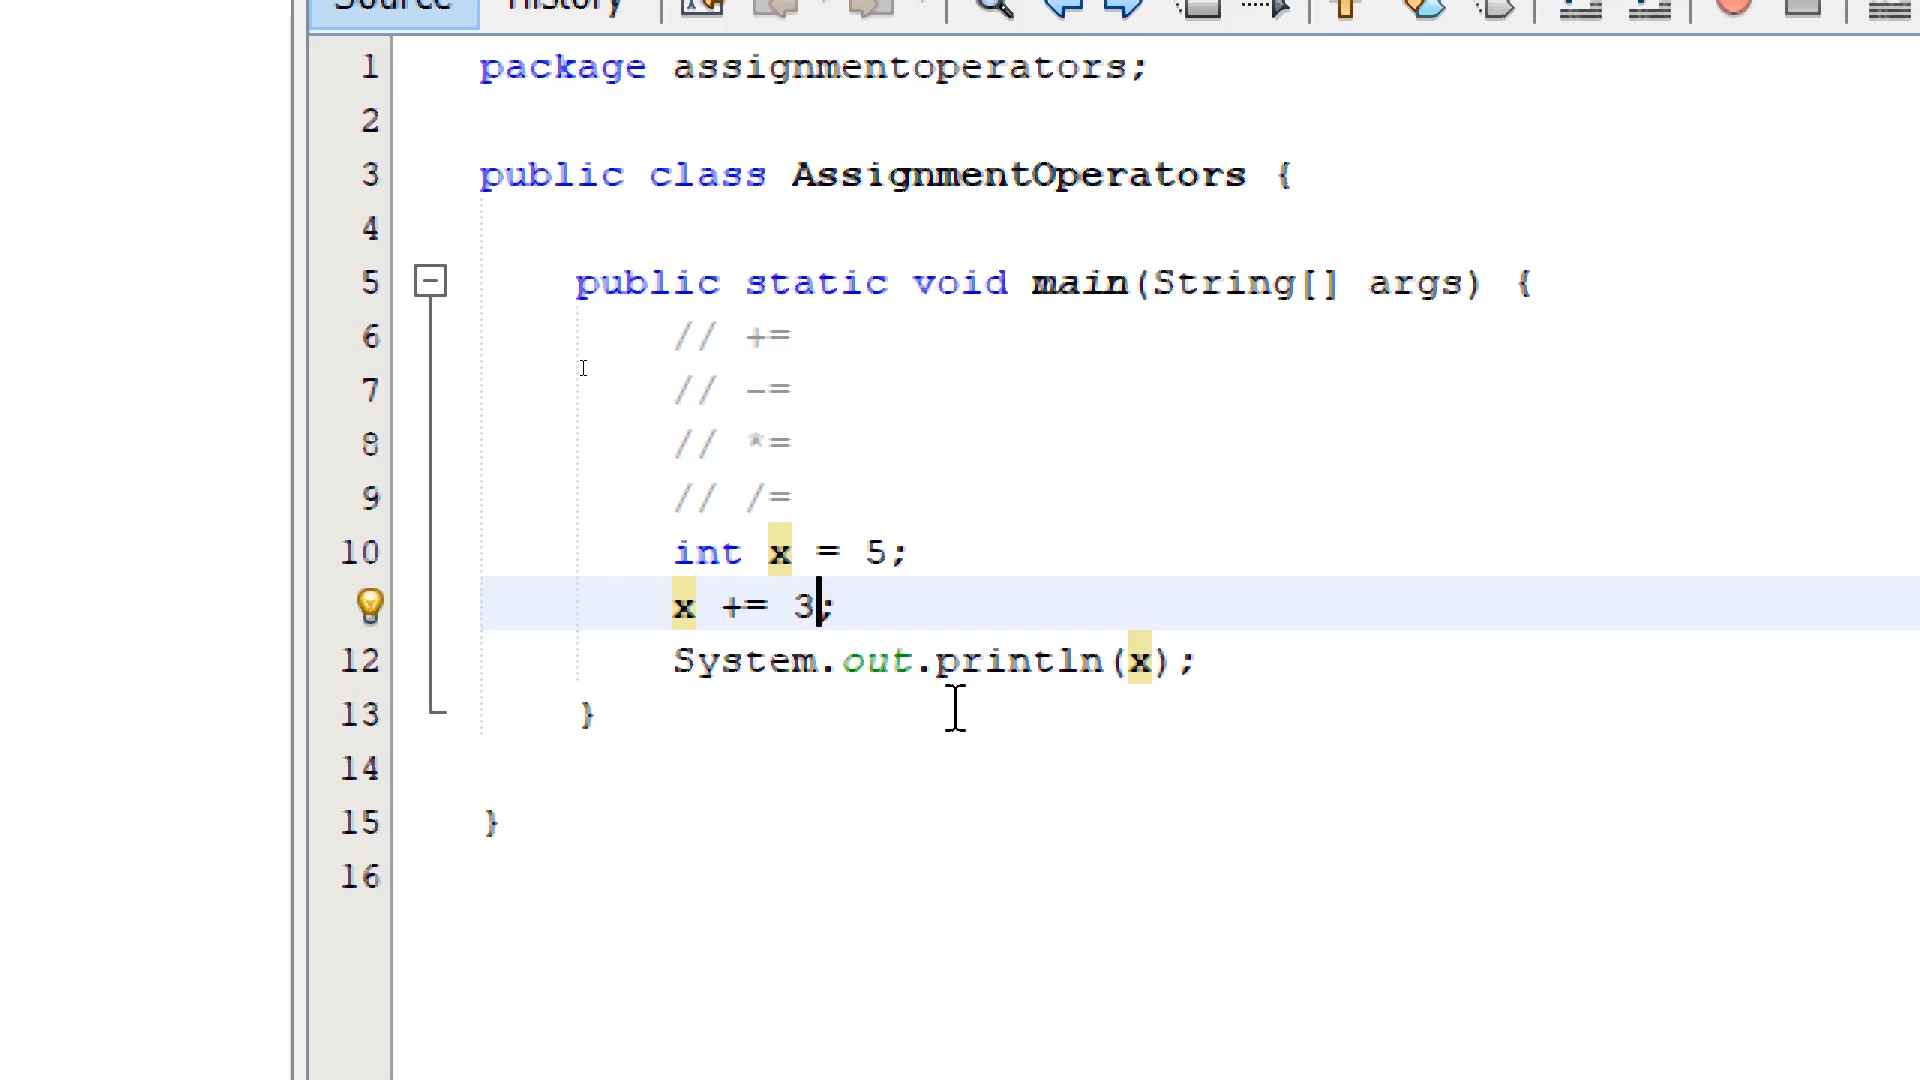 Source History
1 package assignmentoperators;
2
3 public class AssignmentOperators {
4
5 public static void main(String[] args) {
6 // +=
7 // -=
8 // *=
9 // /=
10 int x = 5;
x += 3;
12 System.out.println(x);
13 }
14
15 }
16